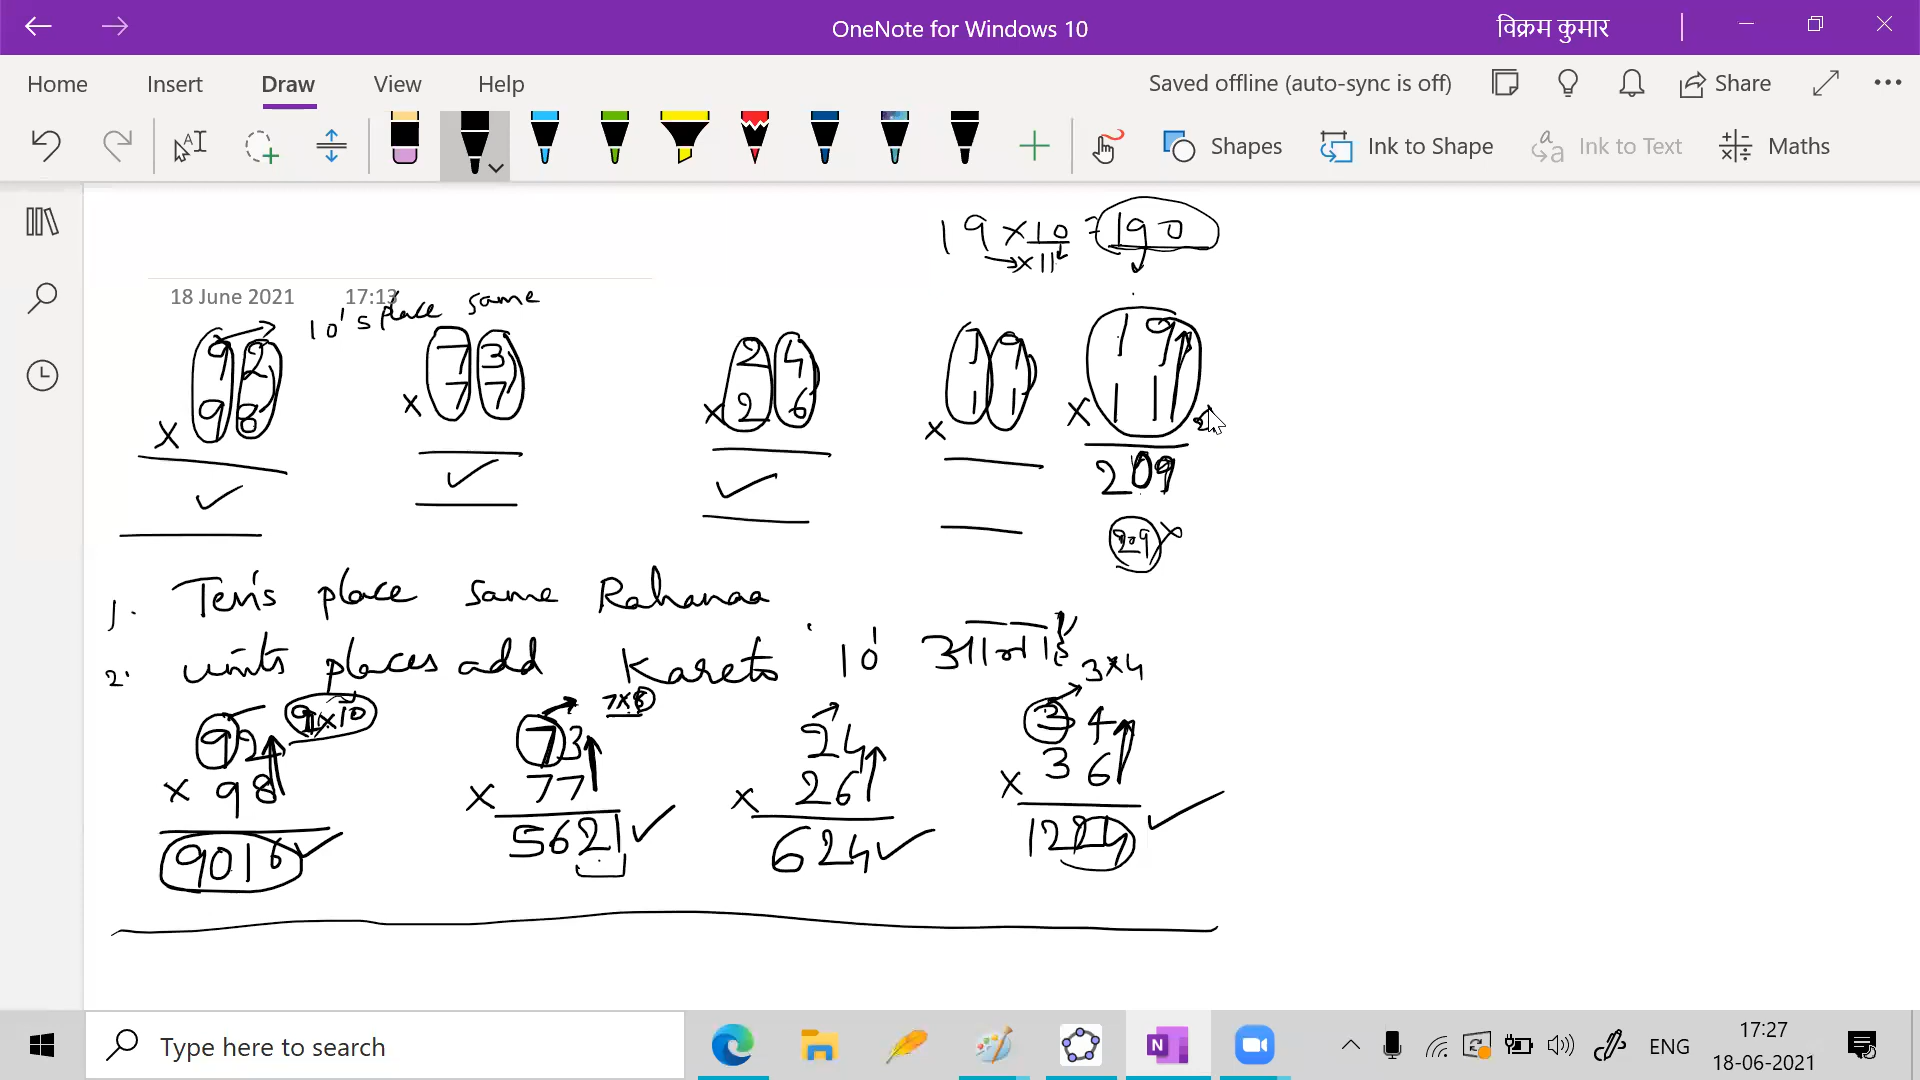 OneNote for Windows 10
विक्रम कुमार
Home Insert Draw View Help
Saved offline (auto-sync is off) Share
Shapes Ink to Shape Ink to Text Maths
19 × 10 = 190
× 11
18 June 2021 17:13
10's place same
92 73 24 19 19
× 98 × 77 × 26 × 11 × 11
209
209 ×
1. Ten's place same Rahanaa
2. units places add Kareto 10
3×4
9×10 7×8
92 73 24 34
× 98 × 77 × 26 × 36
9016 5621 624 1224
Type here to search
ENG
17:27
18-06-2021